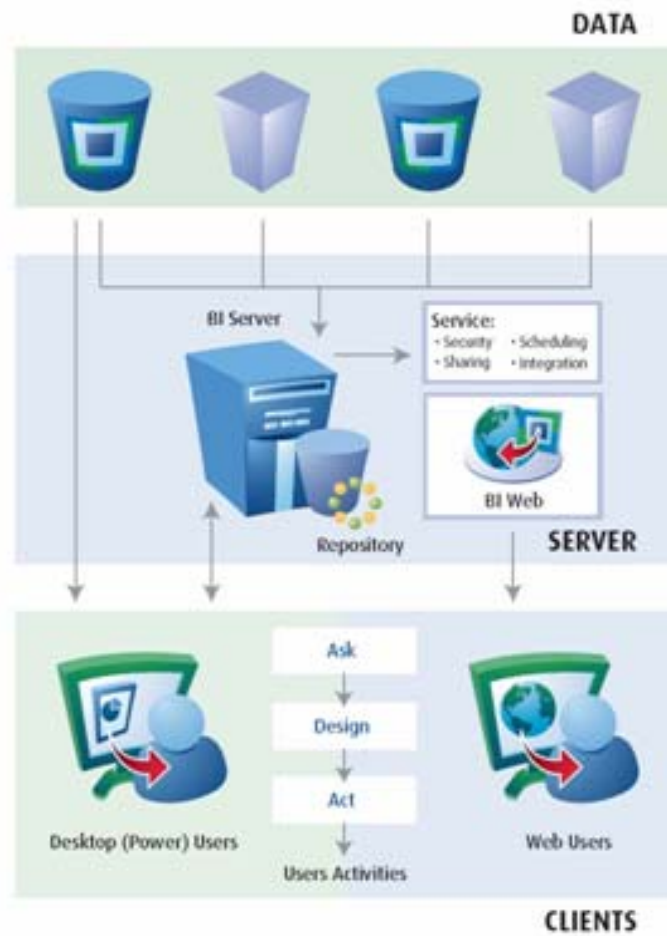 DATA
BI Server
Service:
• Security • Scheduling
• Sharing • Integration
BI Web
Repository
SERVER
Ask
Design
Act
Desktop (Power) Users
Web Users
Users Activities
CLIENTS